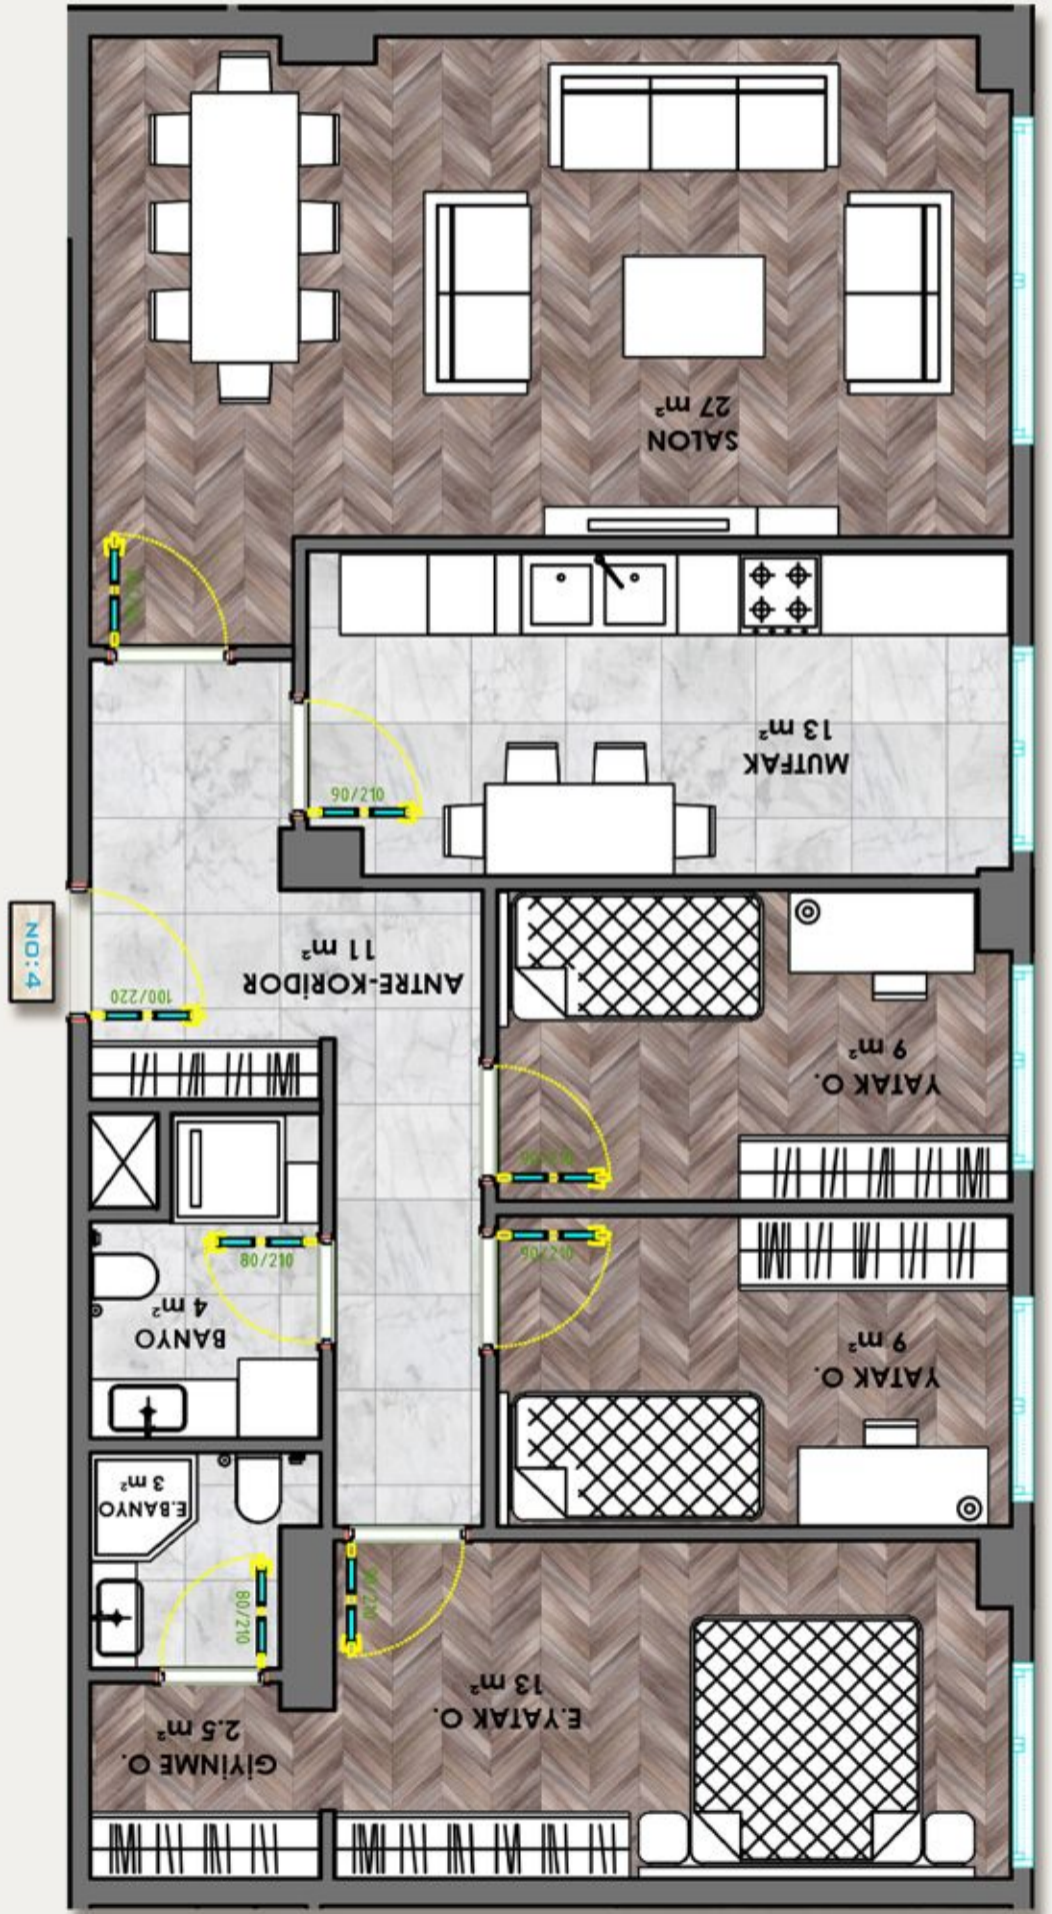 SALON
27 m²
90/210
MUTFAK
13 m²
NO:4
100/220
ANTRE-KORİDOR
11 m²
YATAK O.
9 m²
90/210
80/210
BANYO
4 m²
YATAK O.
9 m²
E.BANYO
3 m²
80/210
E.YATAK O.
13 m²
GİYİNME O.
2.5 m²